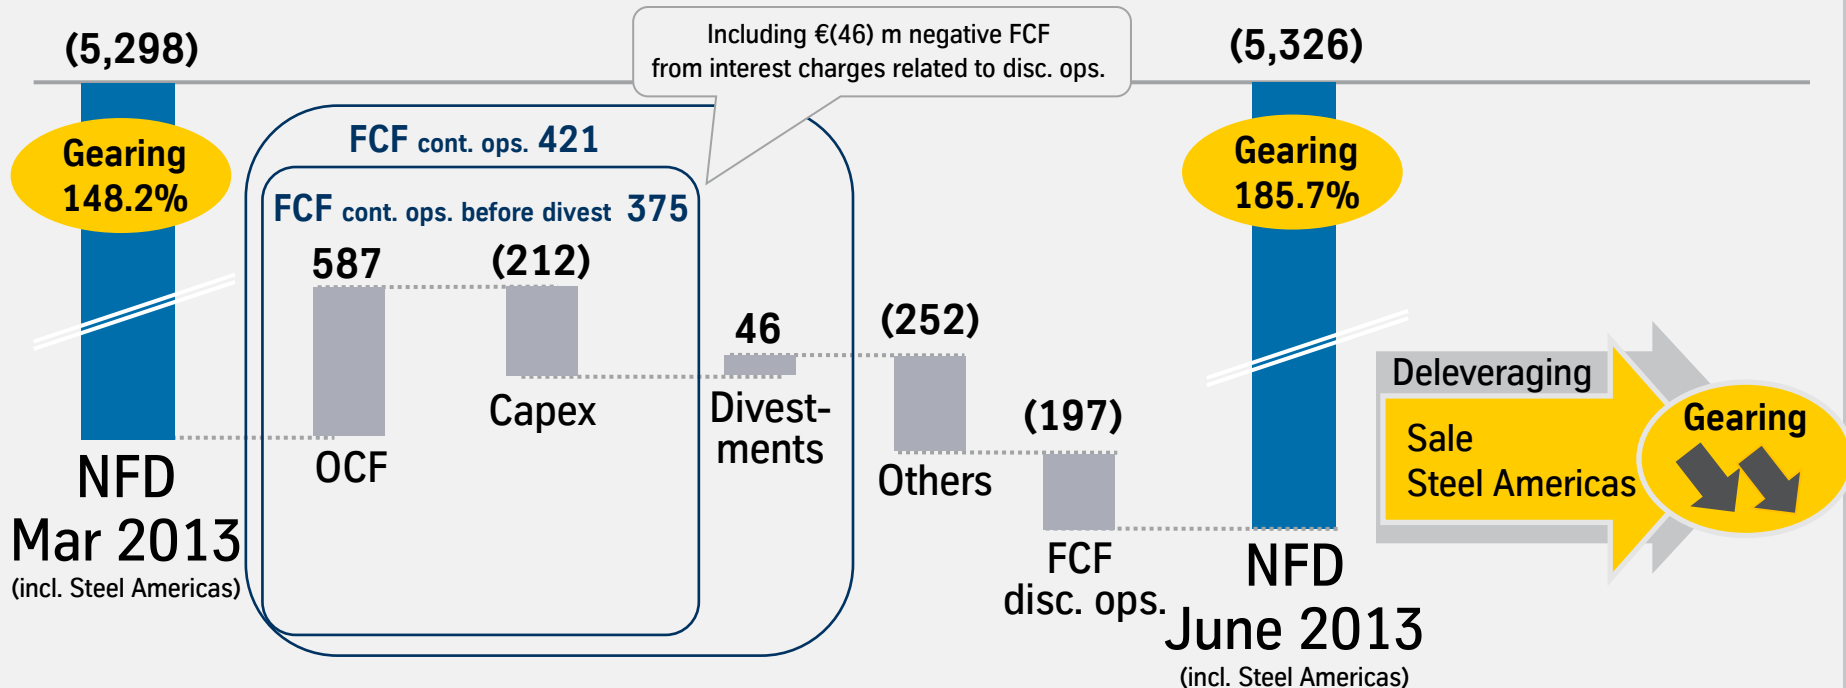 (5,298)
Including €(46) m negative FCF
from interest charges related to disc. ops.
(5,326)
Gearing
148.2%
FCF cont. ops. 421
FCF cont. ops. before divest 375
Gearing
185.7%
587
(212)
46
(252)
(197)
OCF
Capex
Divest-
ments
Others
FCF
disc. ops.
NFD
Mar 2013
(incl. Steel Americas)
NFD
June 2013
(incl. Steel Americas)
Deleveraging
Sale
Steel Americas
Gearing